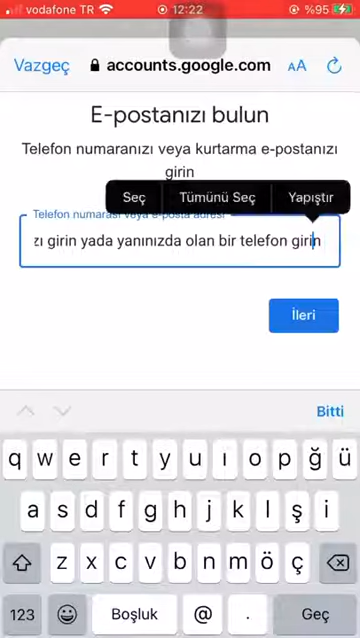 vodafone TR 12:22 %95
Vazgeç accounts.google.com AA
E-postanızı bulun
Telefon numaranızı veya kurtarma e-postanızı
girin
Seç Tümünü Seç Yapıştır
Telefon numarası veya e-posta adresi
zı girin yada yanınızda olan bir telefon girin
İleri
Bitti
q w e r t y u ı o p ğ ü
a s d f g h j k l ş i
z x c v b n m ö ç
123 Boşluk @ . Geç